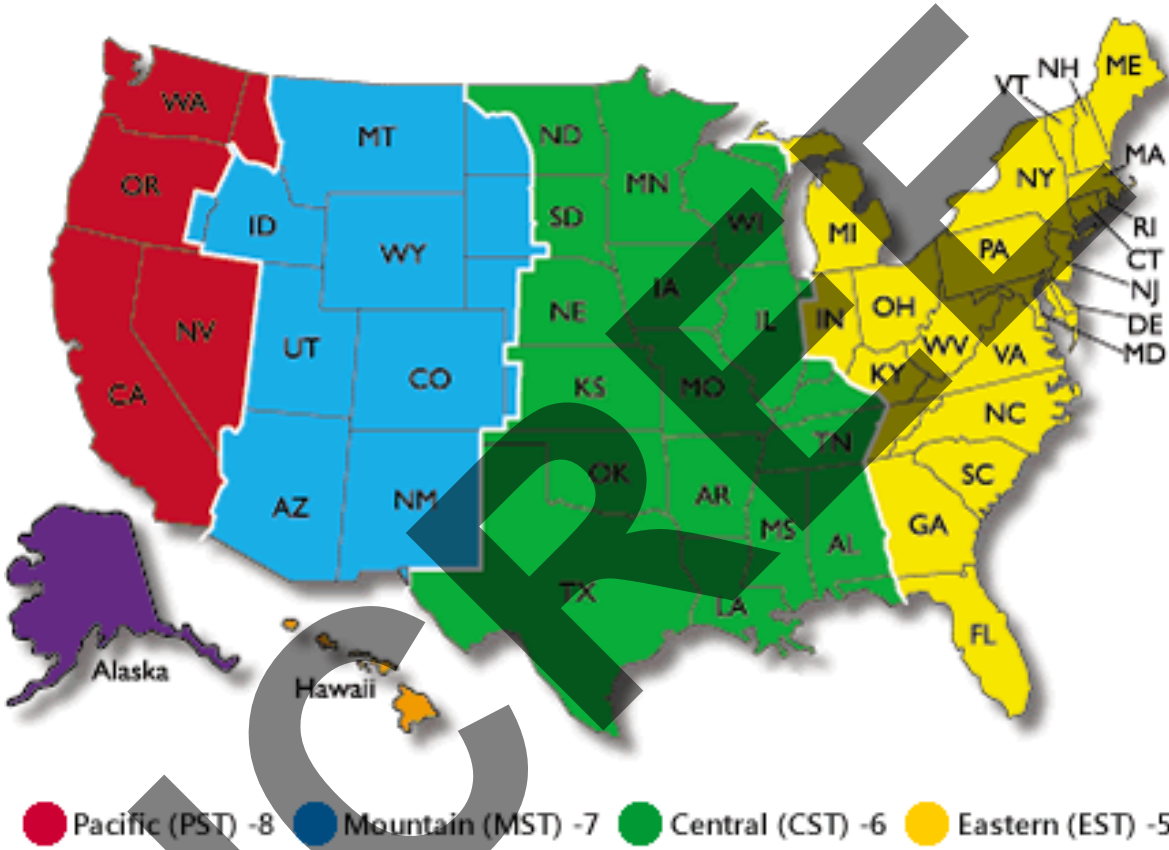 ME
NH
VT
WA
MT
ND
MA
OR
MN
NY
ID
SD
WI
MI
RI
WY
PA
CT
IA
NJ
NE
OH
IN
IL
DE
NV
UT
WV
VA
MD
CO
KS
MO
KY
CA
NC
TN
OK
SC
AZ
NM
AR
MS
GA
AL
TX
LA
FL
Alaska
Hawaii
CREE
Pacific (PST) -8 Mountain (MST) -7 Central (CST) -6 Eastern (EST) -5